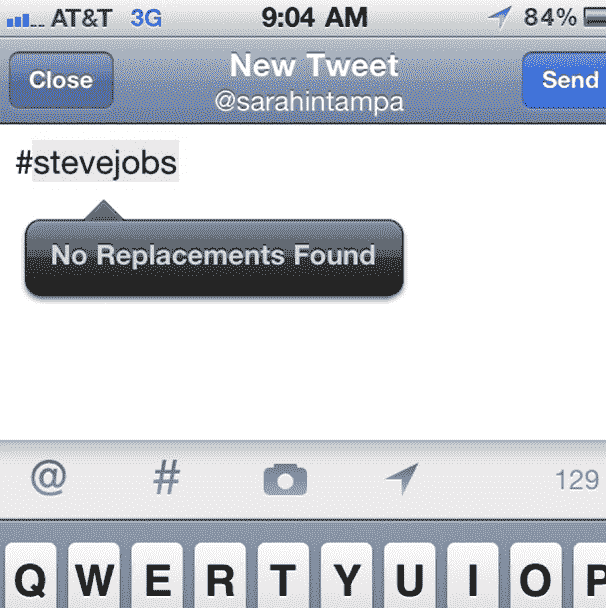 AT&T 3G 9:04 AM 84%
New Tweet
Close Send
@sarahintampa
#stevejobs
No Replacements Found
@ # 129
Q W E R T Y U I O P